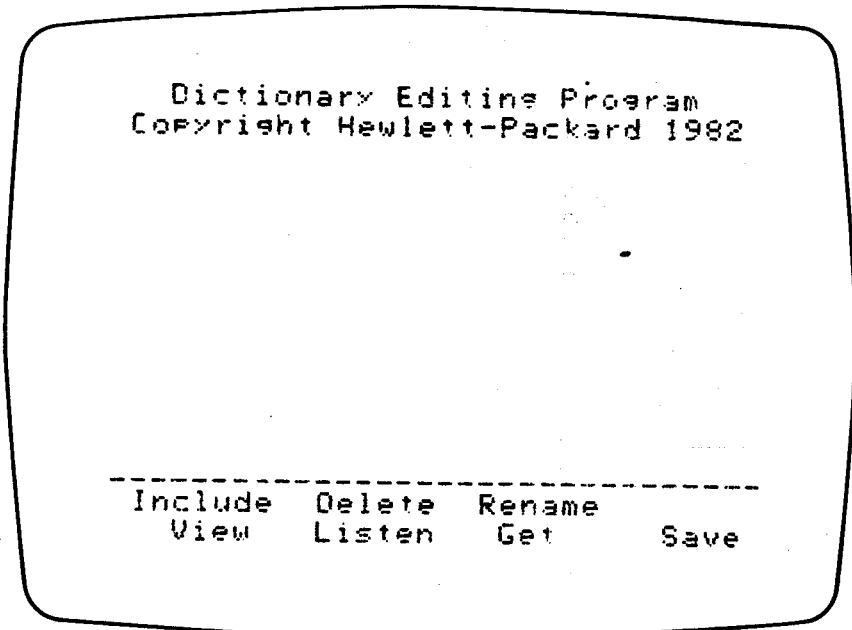 Dictionary Editing Program
Copyright Hewlett-Packard 1982
Include Delete Rename
View Listen Get Save